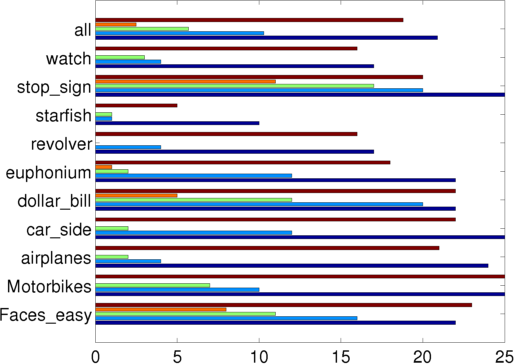 all
watch
stop_sign
starfish
revolver
euphonium
dollar_bill
car_side
airplanes
Motorbikes
Faces_easy
0 5 10 15 20 25